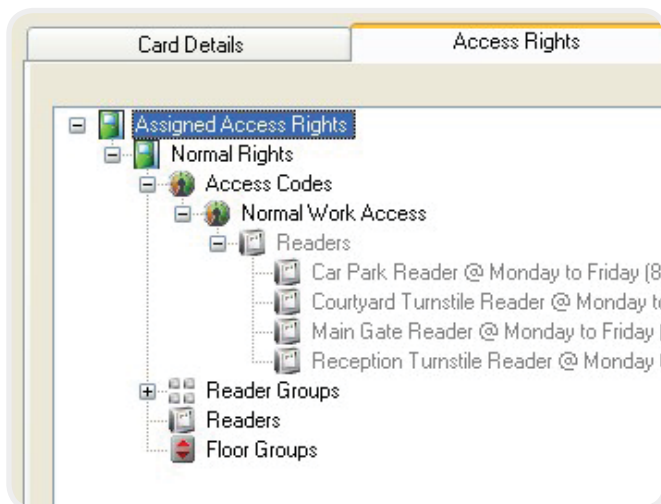 Card Details
Access Rights
Assigned Access Rights
Normal Rights
Access Codes
Normal Work Access
Readers
Car Park Reader @ Monday to Friday (8
Courtyard Turnstile Reader @ Monday to
Main Gate Reader @ Monday to Friday
Reception Turnstile Reader @ Monday
Reader Groups
Readers
Floor Groups